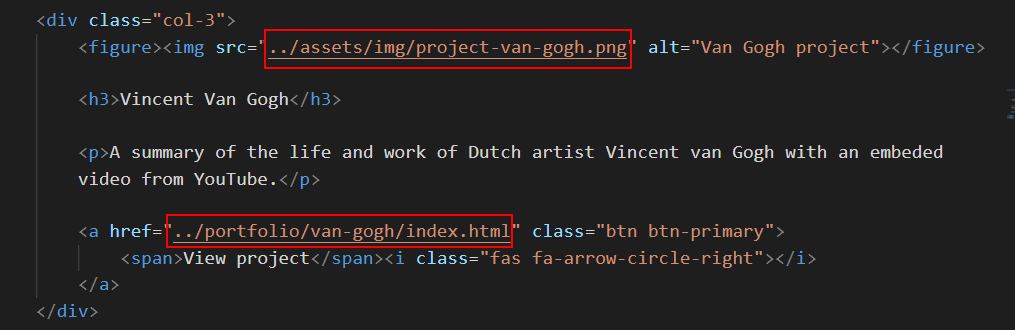 <div class="col-3">
<figure><img src="../assets/img/project-van-gogh.png" alt="Van Gogh project"></figure>
<h3>Vincent Van Gogh</h3>
<p>A summary of the life and work of Dutch artist Vincent van Gogh with an embeded
video from YouTube.</p>
<a href="../portfolio/van-gogh/index.html" class="btn btn-primary">
<span>View project</span><i class="fas fa-arrow-circle-right"></i>
</a>
</div>